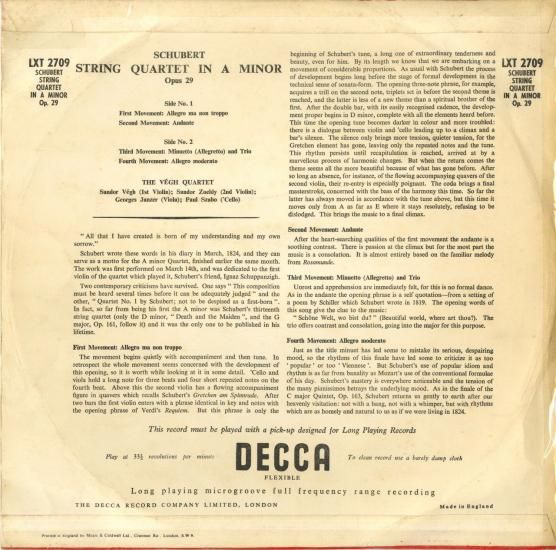 LXT 2709
SCHUBERT
STRING
QUARTET
IN A MINOR
Op. 29
SCHUBERT
STRING QUARTET IN A MINOR
Opus 29
Side No. 1
First Movement: Allegro ma non troppo
Second Movement: Andante
Side No. 2
Third Movement: Minuetto (Allegretto) and Trio
Fourth Movement: Allegro moderato
THE VÉGH QUARTET
Sandor Végh (1st Violin); Sandor Zoeldy (2nd Violin);
Georges Janzer (Viola); Paul Szabo ('Cello)
" All that I have created is born of my understanding and my own
sorrow."
Schubert wrote these words in his diary in March, 1824, and they can
serve as a motto for the A minor Quartet, finished earlier the same month.
The work was first performed on March 14th, and was dedicated to the first
violin of the quartet which played it, Schubert's friend, Ignaz Schuppanzigh.
Two contemporary criticisms have survived. One says " This composition
must be heard several times before it can be adequately judged " and the
other, " Quartet No. 1 by Schubert; not to be despised as a first-born ".
In fact, so far from being his first the A minor was Schubert's thirteenth
string quartet (only the D minor, " Death and the Maiden, and the G
major, Op. 161, follow it) and it was the only one to be published in his
lifetime.
First Movement: Allegro ma non troppo
The movement begins quietly with accompaniment and then tune. In
retrospect the whole movement seems concerned with the development of
this opening, so it is worth while looking at it in some detail. 'Cello and
viola hold a long note for three beats and four short repeated notes on the
fourth beat. Above this the second violin has a flowing accompaniment
figure in quavers which recalls Schubert's Gretchen am Spinnrade. After
two bars the first violin enters with a phrase identical in key and notes with
the opening phrase of Verdi's Requiem. But this phrase is only the
beginning of Schubert's tune, a long one of extraordinary tenderness and
beauty, even for him. By its length we know that we are embarking on a
movement of considerable proportions. As usual with Schubert the process
of development begins long before the stage of formal development in the
technical sense of sonata-form. The opening three-note phrase, for example,
acquires a trill on the second note, triplets set in before the second theme is
reached, and the latter is less of a new theme than a spiritual brother of the
first. After the double bar, with its easily recognised cadence, the develop-
ment proper begins in D minor, complete with all the elements heard before.
This time the opening tune becomes darker in colour and more troubled:
there is a dialogue between violin and 'cello leading up to a climax and a
bar's silence. The silence only brings more tension, quieter tension, for the
Gretchen element has gone, leaving only the repeated notes and the tune.
This rhythm persists until recapitulation is reached, arrived at by a
marvellous process of harmonic changes. But when the return comes the
theme seems all the more beautiful because of what has gone before. After
so long an absence, for instance, of the flowing accompanying quavers of the
second violin, their re-entry is especially poignant. The coda brings a final
masterstroke, concerned with the bass of the harmony this time. So far the
latter has always moved in accordance with the tune above, but this time it
moves only from A as far as E where it stays resolutely, refusing to be
dislodged. This brings the music to a final climax.
Second Movement: Andante
After the heart-searching qualities of the first movement the andante is a
soothing contrast. There is passion at the climax but for the most part the
music is a consolation. It is almost entirely based on the familiar melody
from Rosamunde.
Third Movement: Minuetto (Allegretto) and Trio
Unrest and apprehension are immediately felt, for this is no formal dance.
As in the andante the opening phrase is a self quotation—from a setting of
a poem by Schiller which Schubert wrote in 1819. The opening words of
this song give the clue to the music:
" Schöne Welt, wo bist du? " (Beautiful world, where art thou?). The
trio offers contrast and consolation, going into the major for this purpose.
Fourth Movement: Allegro moderato
Just as the title minuet has led some to mistake its serious, despairing
mood, so the rhythms of this finale have led some to criticise it as too
' popular ' or too ' Viennese '. But Schubert's use of popular idiom and
rhythm is as far from banality as Mozart's use of the conventional formulae
of his day. Schubert's mastery is everywhere noticeable and the tension of
the many pianissimos betrays the underlying mood. As in the finale of the
C major Quintet, Op. 163, Schubert returns us gently to earth after our
heavenly visitation: not with a bang, not with a whimper, but with rhythms
which are as homely and natural to us as if we were living in 1824.
LXT 2709
SCHUBERT
STRING
QUARTET
IN A MINOR
Op. 29
This record must be played with a pick-up designed for Long Playing Records
Play at 33⅓ revolutions per minute
DECCA
FLEXIBLE
To clean record use a barely damp cloth
Long playing microgroove full frequency range recording
THE DECCA RECORD COMPANY LIMITED, LONDON
Made in England
Printed in England by
Ltd., Clapham Rd., London, S.W.9.